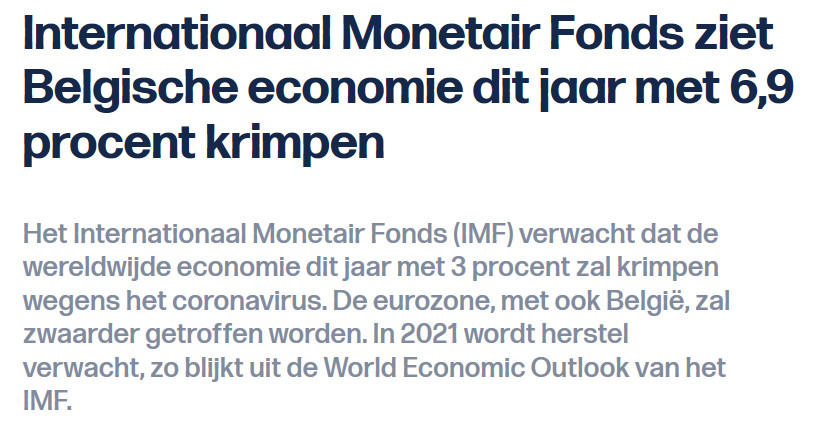 Internationaal Monetair Fonds ziet
Belgische economie dit jaar met 6,9
procent krimpen
Het Internationaal Monetair Fonds (IMF) verwacht dat de
wereldwijde economie dit jaar met 3 procent zal krimpen
wegens het coronavirus. De eurozone, met ook België, zal
zwaarder getroffen worden. In 2021 wordt herstel
verwacht, zo blijkt uit de World Economic Outlook van het
IMF.